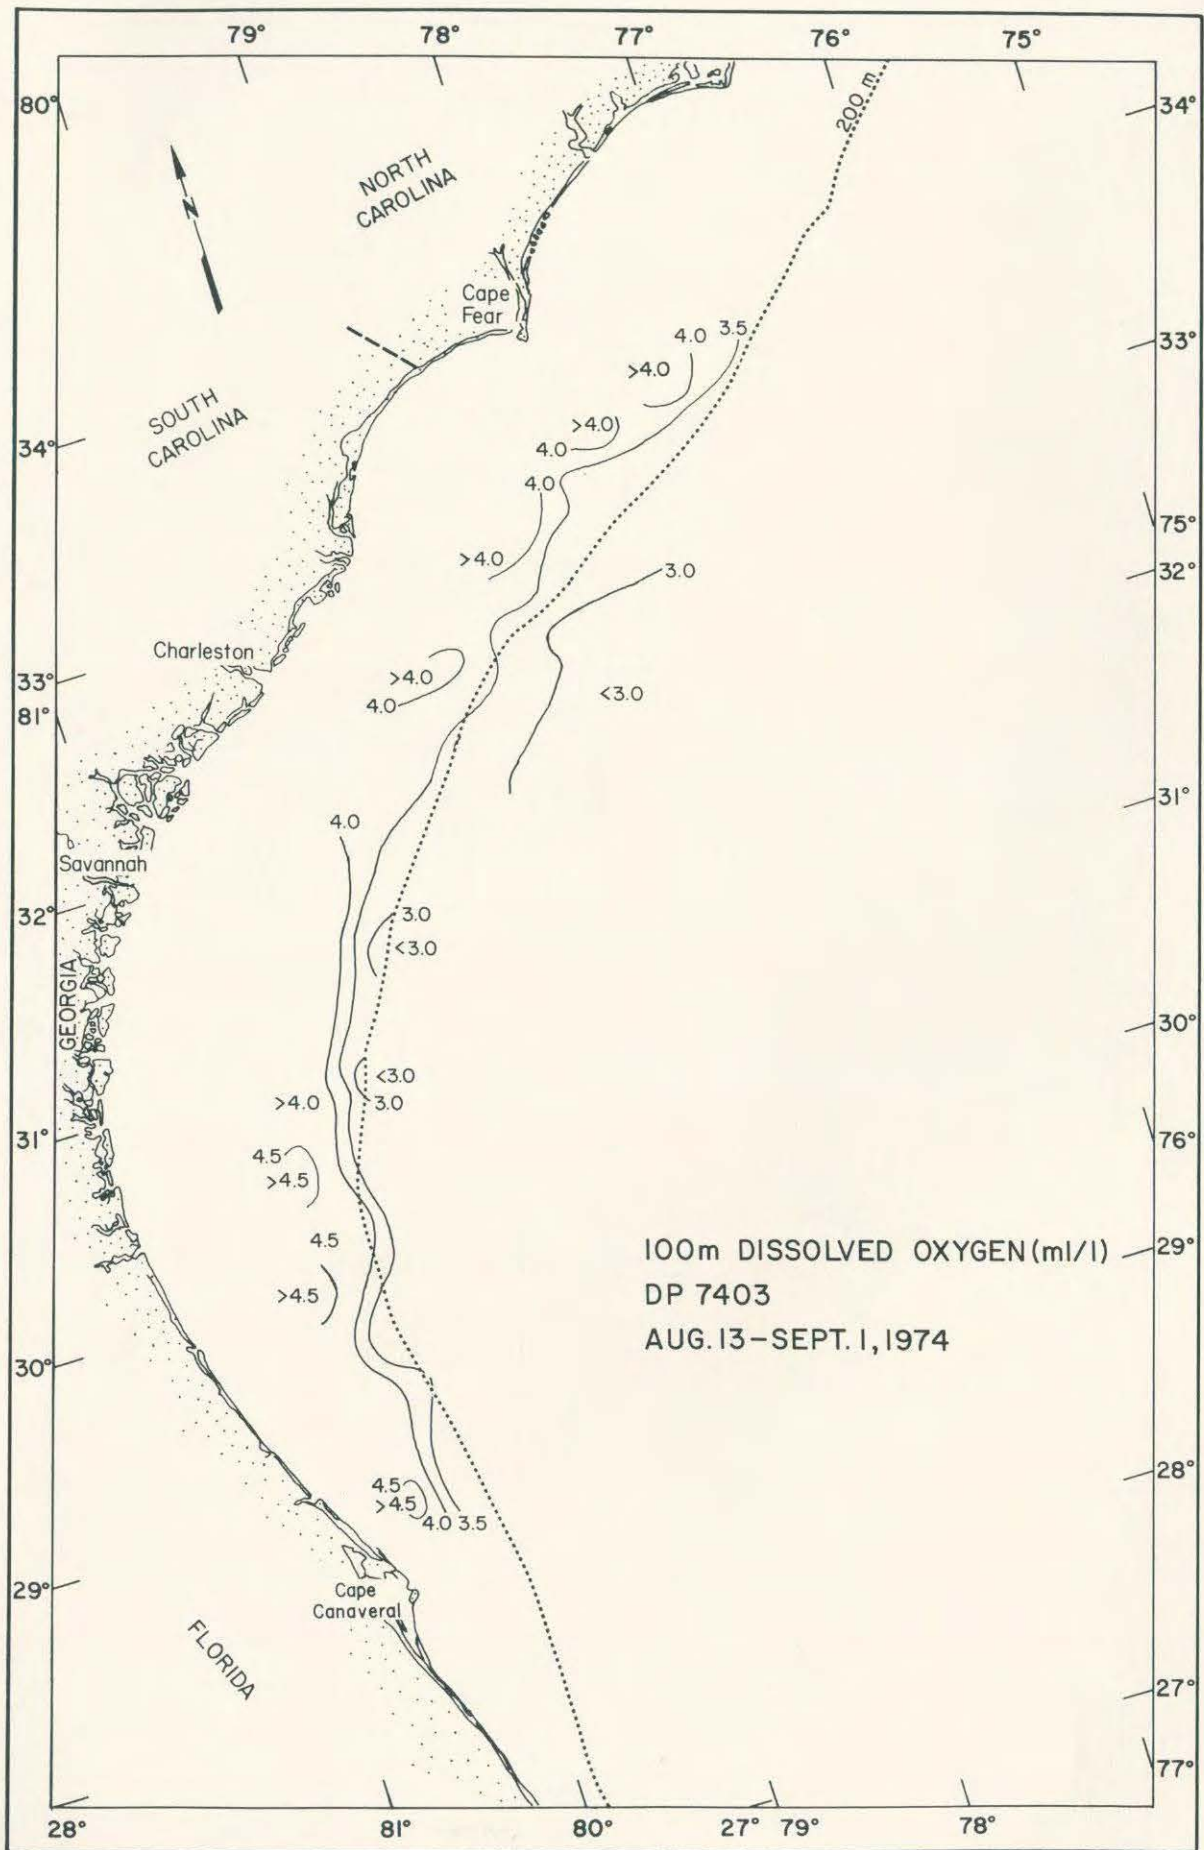 79° 78° 77° 76° 75°
80°
200 m
34°
N
NORTH
CAROLINA
Cape
Fear
4.0 3.5
33°
>4.0
SOUTH
CAROLINA
>4.0
4.0
34°
4.0
75°
>4.0
3.0
32°
Charleston
>4.0
33°
<3.0
4.0
81°
31°
4.0
Savannah
32°
3.0
<3.0
GEORGIA
30°
<3.0
>4.0
3.0
31°
76°
4.5
>4.5
4.5
100m DISSOLVED OXYGEN (ml/l)
29°
>4.5
DP 7403
AUG. 13–SEPT. 1, 1974
30°
28°
4.5
>4.5
4.0 3.5
29°
Cape
Canaveral
FLORIDA
27°
77°
28° 81° 80° 27° 79° 78°